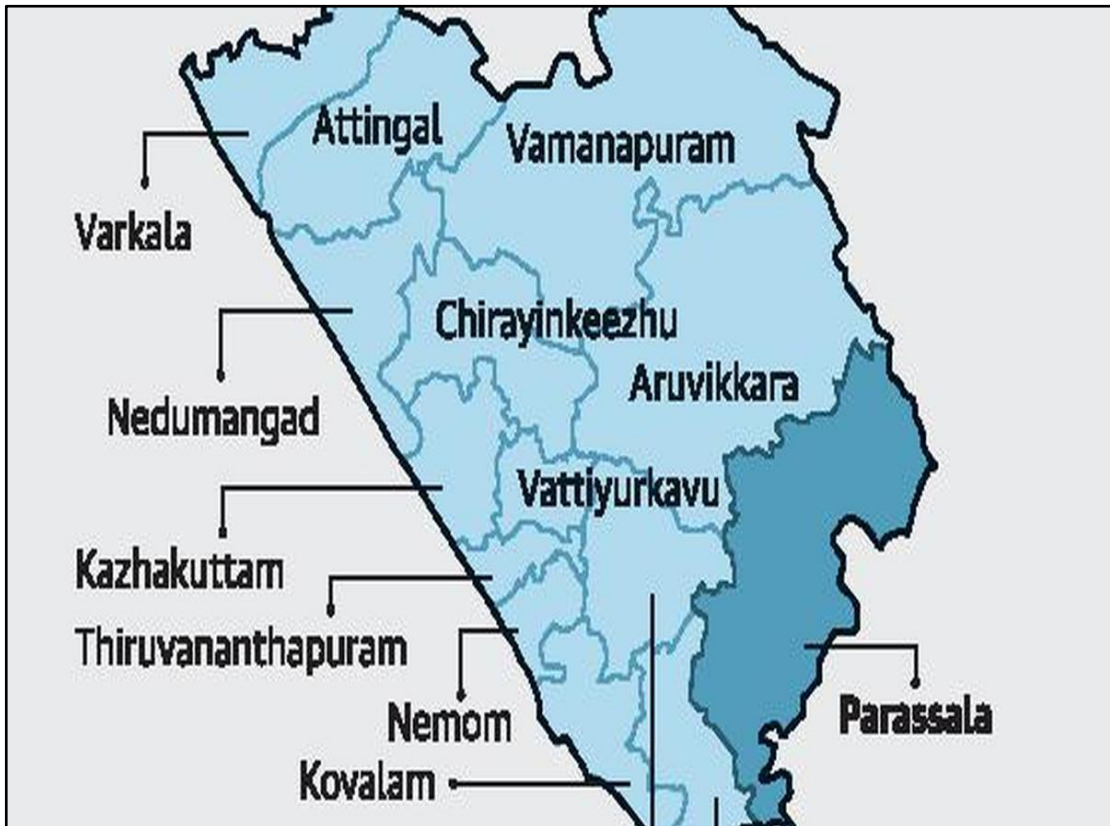 Attingal
Vamanapuram
Varkala
Chirayinkeezhu
Aruvikkara
Nedumangad
Vattiyurkavu
Kazhakuttam
Thiruvananthapuram
Nemom
Parassala
Kovalam